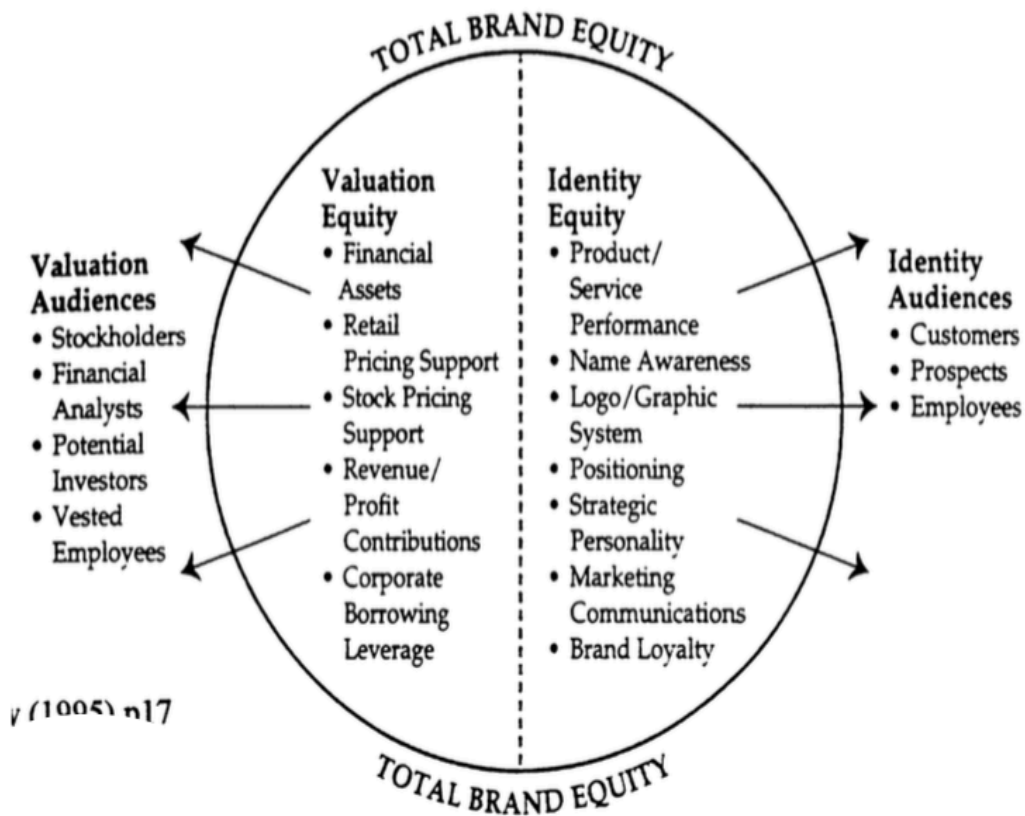 TOTAL BRAND EQUITY
Valuation
Equity
• Financial
Assets
• Retail
Pricing Support
• Stock Pricing
Support
• Revenue/
Profit
Contributions
• Corporate
Borrowing
Leverage
Identity
Equity
• Product/
Service
Performance
• Name Awareness
• Logo/Graphic
System
• Positioning
• Strategic
Personality
• Marketing
Communications
• Brand Loyalty
Valuation
Audiences
• Stockholders
• Financial
Analysts
• Potential
Investors
• Vested
Employees
Identity
Audiences
• Customers
• Prospects
• Employees
(1995) p17
TOTAL BRAND EQUITY